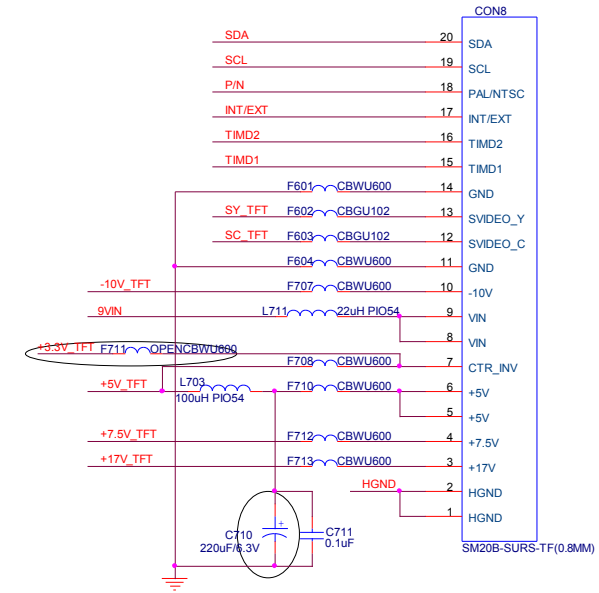 CON8
SDA 20 SDA
SCL 19 SCL
P/N 18 PAL/NTSC
INT/EXT 17 INT/EXT
TIMD2 16 TIMD2
TIMD1 15 TIMD1
F601 CBWU600 14 GND
SY_TFT F602 CBGU102 13 SVIDEO_Y
SC_TFT F603 CBGU102 12 SVIDEO_C
F604 CBWU600 11 GND
-10V_TFT F707 CBWU600 10 -10V
9VIN L711 22uH PIO54 9 VIN
8 VIN
+3.3V_TFT F711 OPENCBWU600
F708 CBWU600 7 CTR_INV
+5V_TFT L703 100uH PIO54 F710 CBWU600 6 +5V
5 +5V
+7.5V_TFT F712 CBWU600 4 +7.5V
+17V_TFT F713 CBWU600 3 +17V
HGND 2 HGND
1 HGND
+
C710 C711
220uF/6.3V 0.1uF
SM20B-SURS-TF(0.8MM)